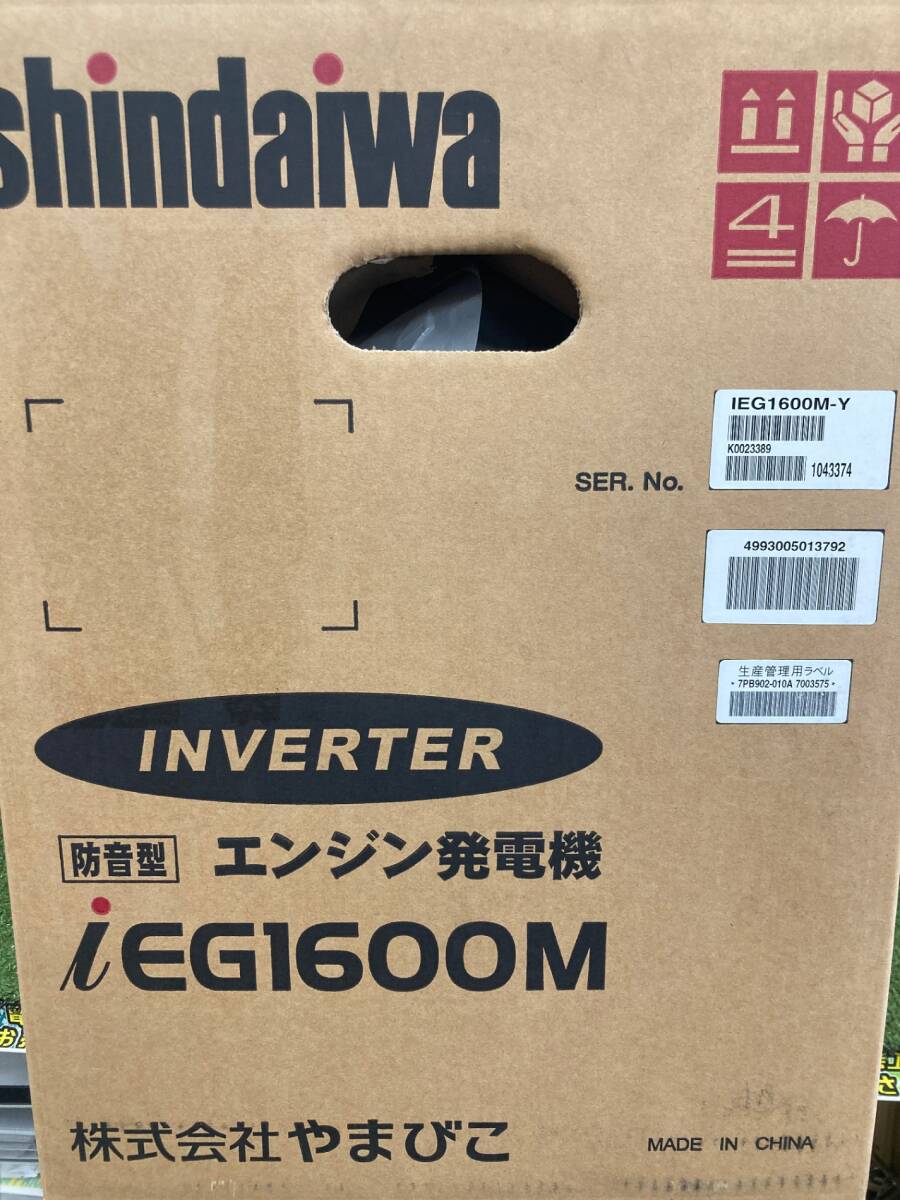 shindaiwa
4
IEG1600M-Y
K0023389
SER. No.
1043374
4993005013792
生産管理用ラベル
* 7PB902-010A 7003575 *
INVERTER
防音型 エンジン発電機
iEG1600M
株式会社やまびこ
MADE IN CHINA